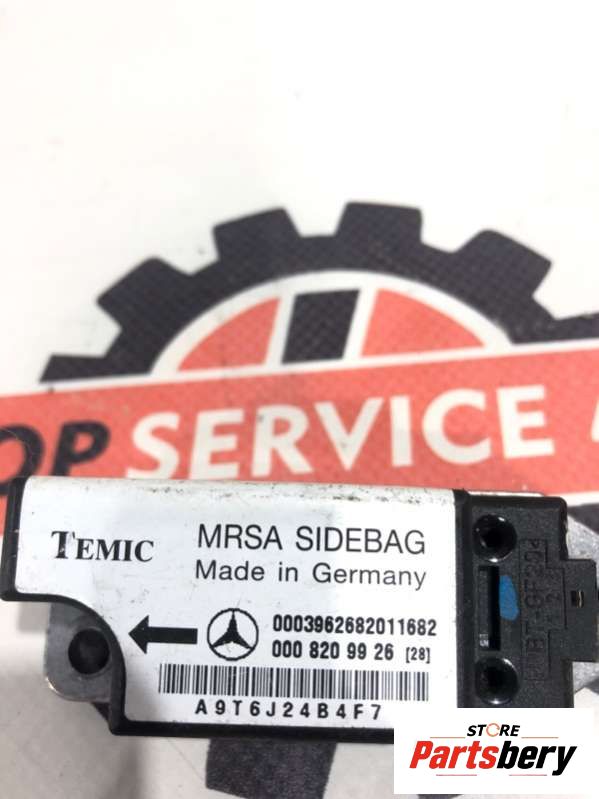 OP SERVICE
TEMIC
MRSA SIDEBAG
Made in Germany
0003962682011682
000 820 99 26 [28]
A9T6J24B4F7
STORE
Partsbery